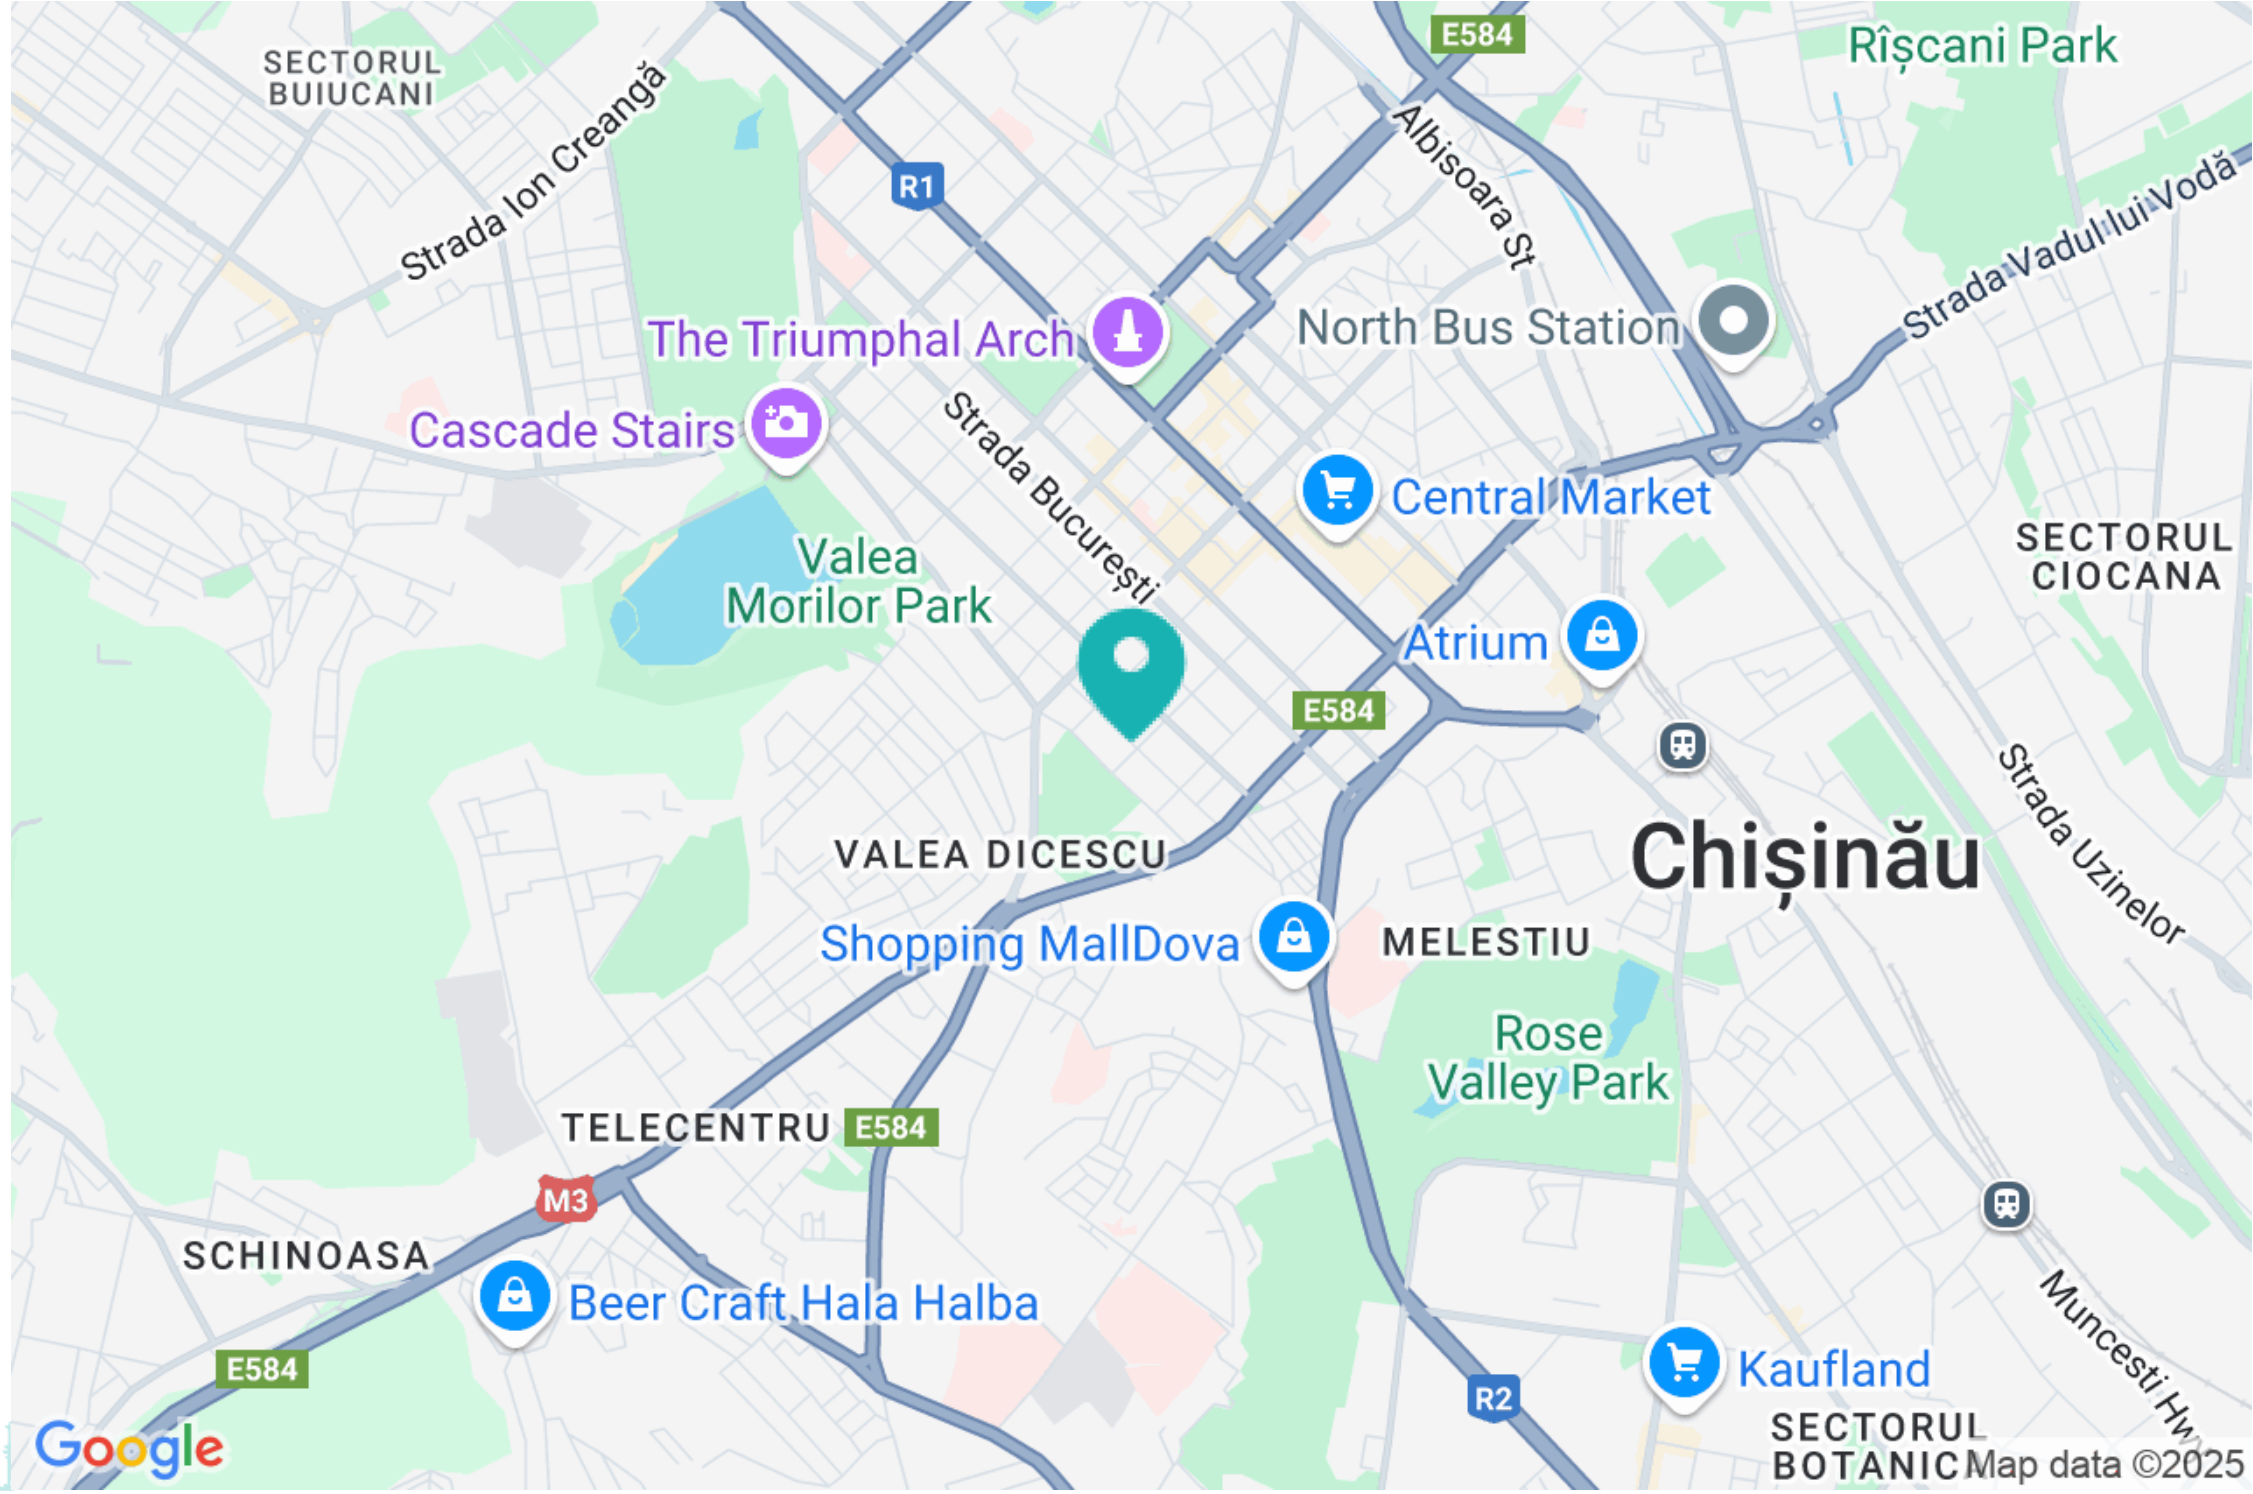 E584
Rîșcani Park
SECTORUL
BUIUCANI
Strada Ion Creangă
Albisoara St
R1
Strada Vadul lui Vodă
The Triumphal Arch
North Bus Station
Cascade Stairs
Strada București
Central Market
SECTORUL
CIOCANA
Valea
Morilor Park
Atrium
E584
Strada Uzinelor
VALEA DICESCU
Chișinău
Shopping MallDova
MELESTIU
Rose
Valley Park
TELECENTRU
E584
M3
SCHINOASA
Beer Craft Hala Halba
Muncesti Hwy
E584
R2
Kaufland
SECTORUL
BOTANIC
Google
Map data ©2025